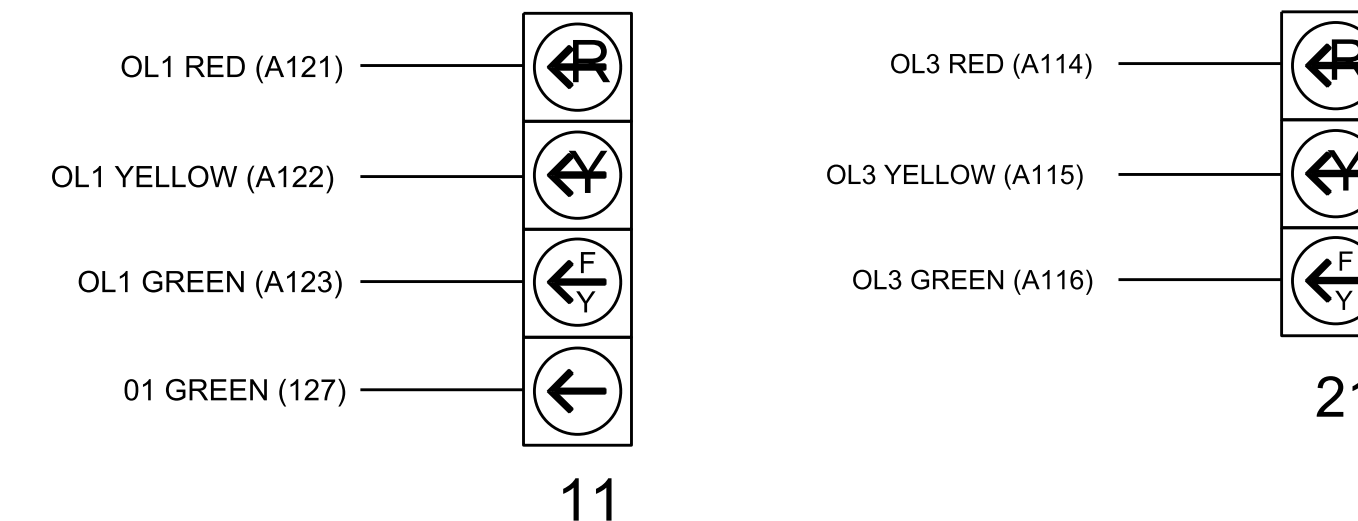 OL1 RED (A121)
R
OL1 YELLOW (A122)
Y
OL1 GREEN (A123)
F
Y
01 GREEN (127)
11
OL3 RED (A114)
R
OL3 YELLOW (A115)
Y
OL3 GREEN (A116)
F
Y
21